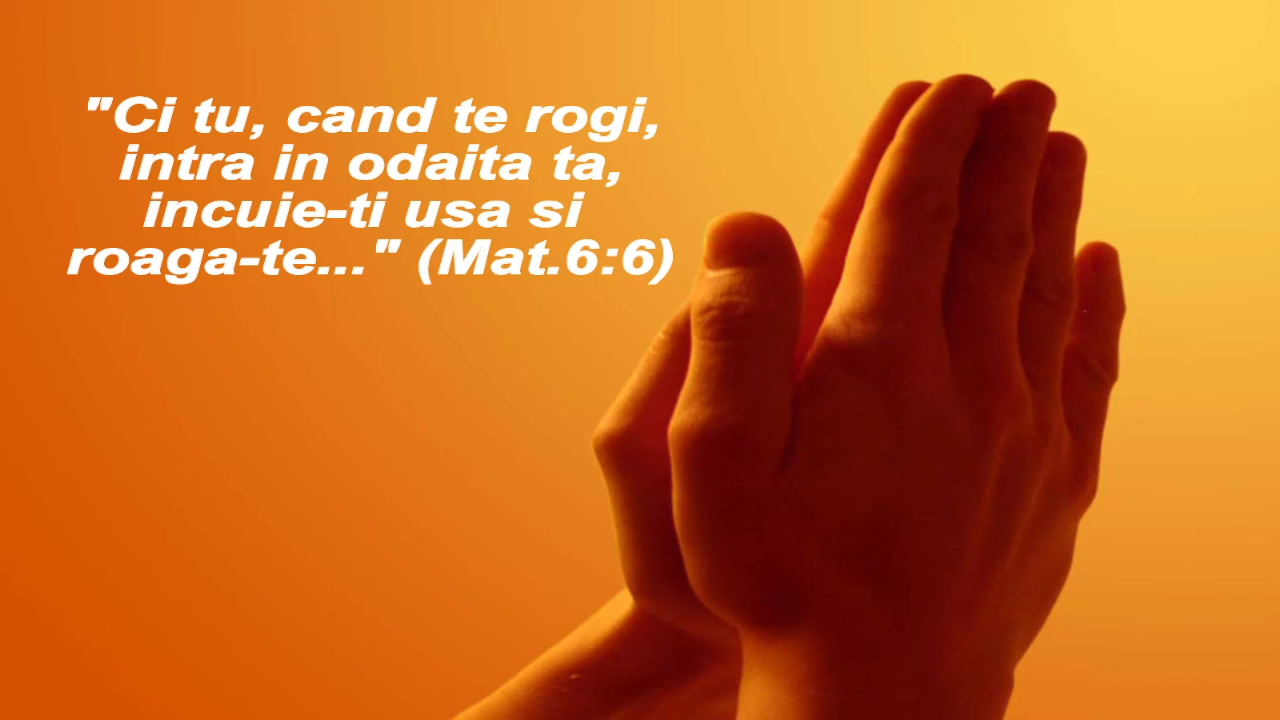 "Ci tu, cand te rogi,
intra in odaita ta,
incuie-ti usa si
roaga-te..." (Mat.6:6)